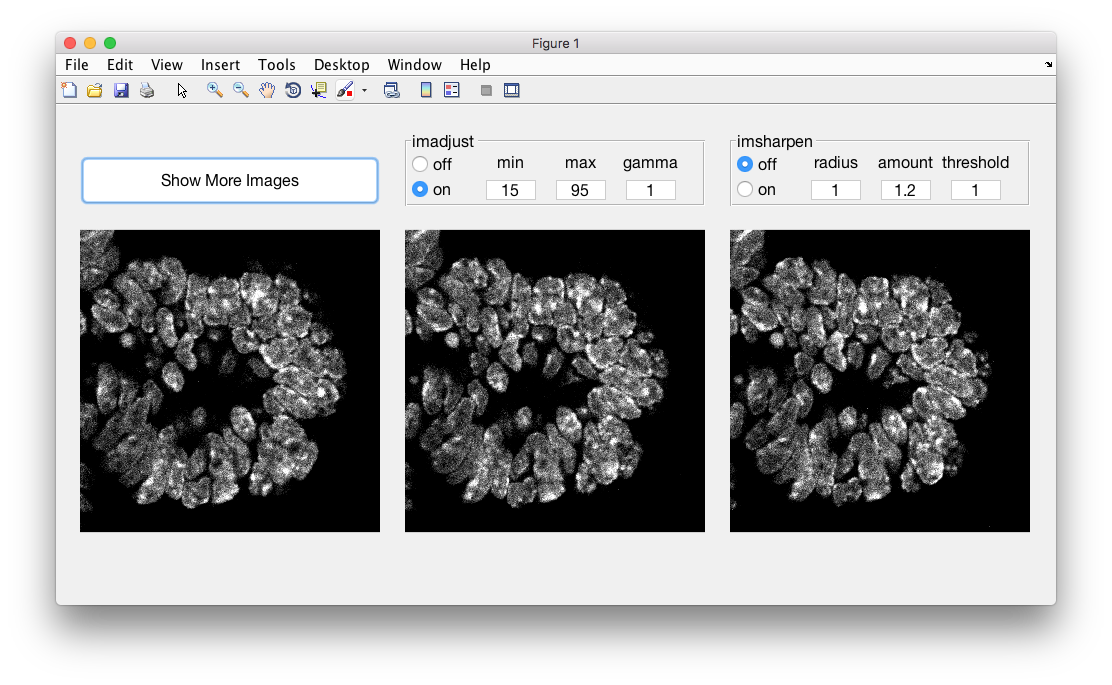 Figure 1
File Edit View Insert Tools Desktop Window Help
Show More Images
imadjust
off min max gamma
on 15 95 1
imsharpen
off radius amount threshold
on 1 1.2 1